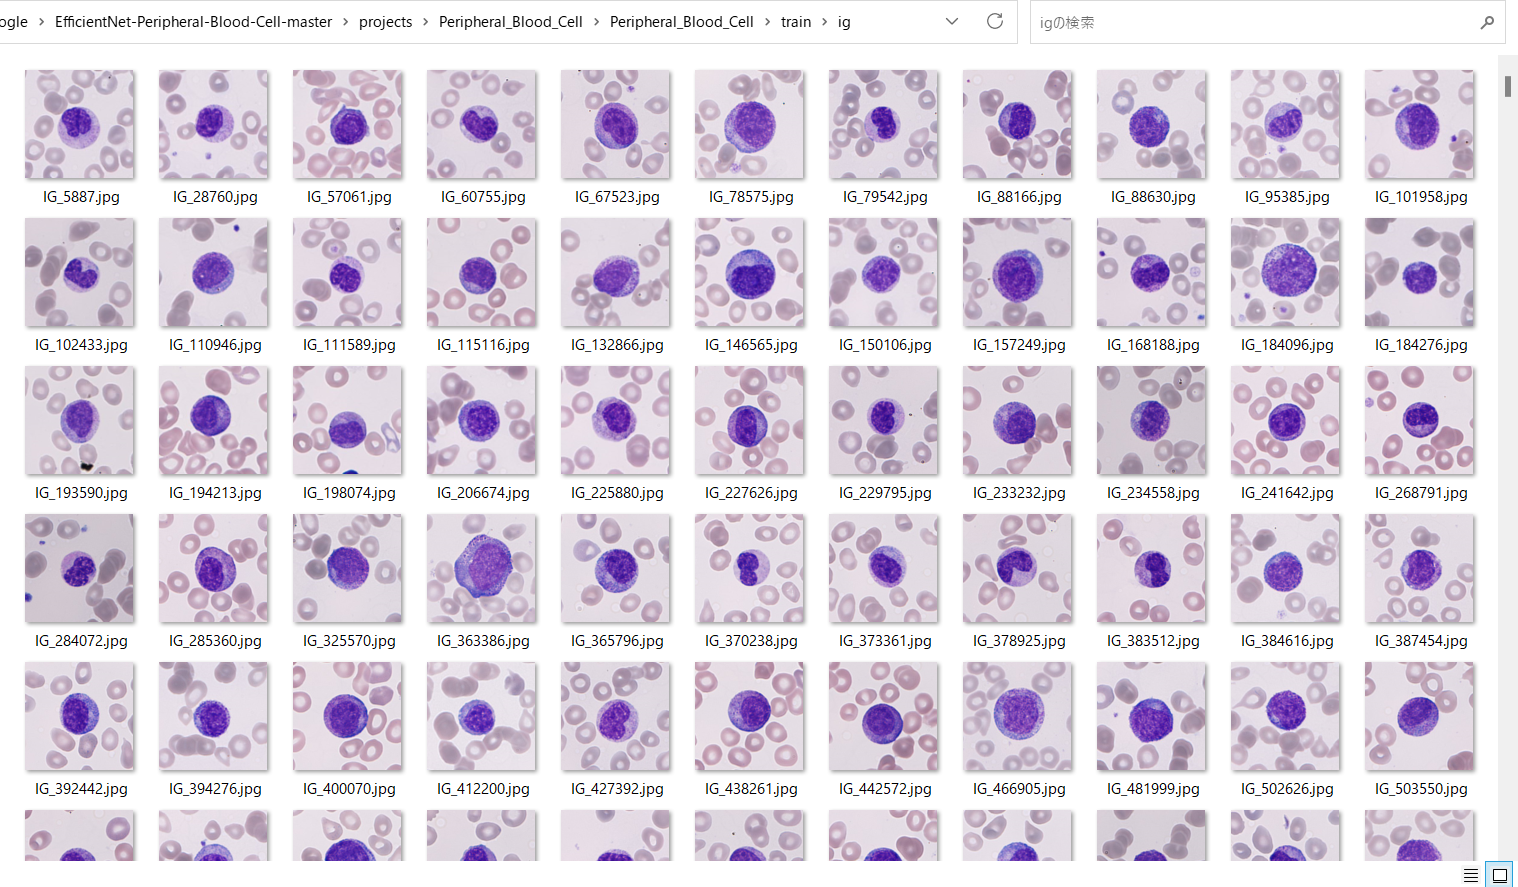 ogle > EfficientNet-Peripheral-Blood-Cell-master > projects > Peripheral_Blood_Cell > Peripheral_Blood_Cell > train > ig
igの検索
IG_5887.jpg IG_28760.jpg IG_57061.jpg IG_60755.jpg IG_67523.jpg IG_78575.jpg IG_79542.jpg IG_88166.jpg IG_88630.jpg IG_95385.jpg IG_101958.jpg
IG_102433.jpg IG_110946.jpg IG_111589.jpg IG_115116.jpg IG_132866.jpg IG_146565.jpg IG_150106.jpg IG_157249.jpg IG_168188.jpg IG_184096.jpg IG_184276.jpg
IG_193590.jpg IG_194213.jpg IG_198074.jpg IG_206674.jpg IG_225880.jpg IG_227626.jpg IG_229795.jpg IG_233232.jpg IG_234558.jpg IG_241642.jpg IG_268791.jpg
IG_284072.jpg IG_285360.jpg IG_325570.jpg IG_363386.jpg IG_365796.jpg IG_370238.jpg IG_373361.jpg IG_378925.jpg IG_383512.jpg IG_384616.jpg IG_387454.jpg
IG_392442.jpg IG_394276.jpg IG_400070.jpg IG_412200.jpg IG_427392.jpg IG_438261.jpg IG_442572.jpg IG_466905.jpg IG_481999.jpg IG_502626.jpg IG_503550.jpg